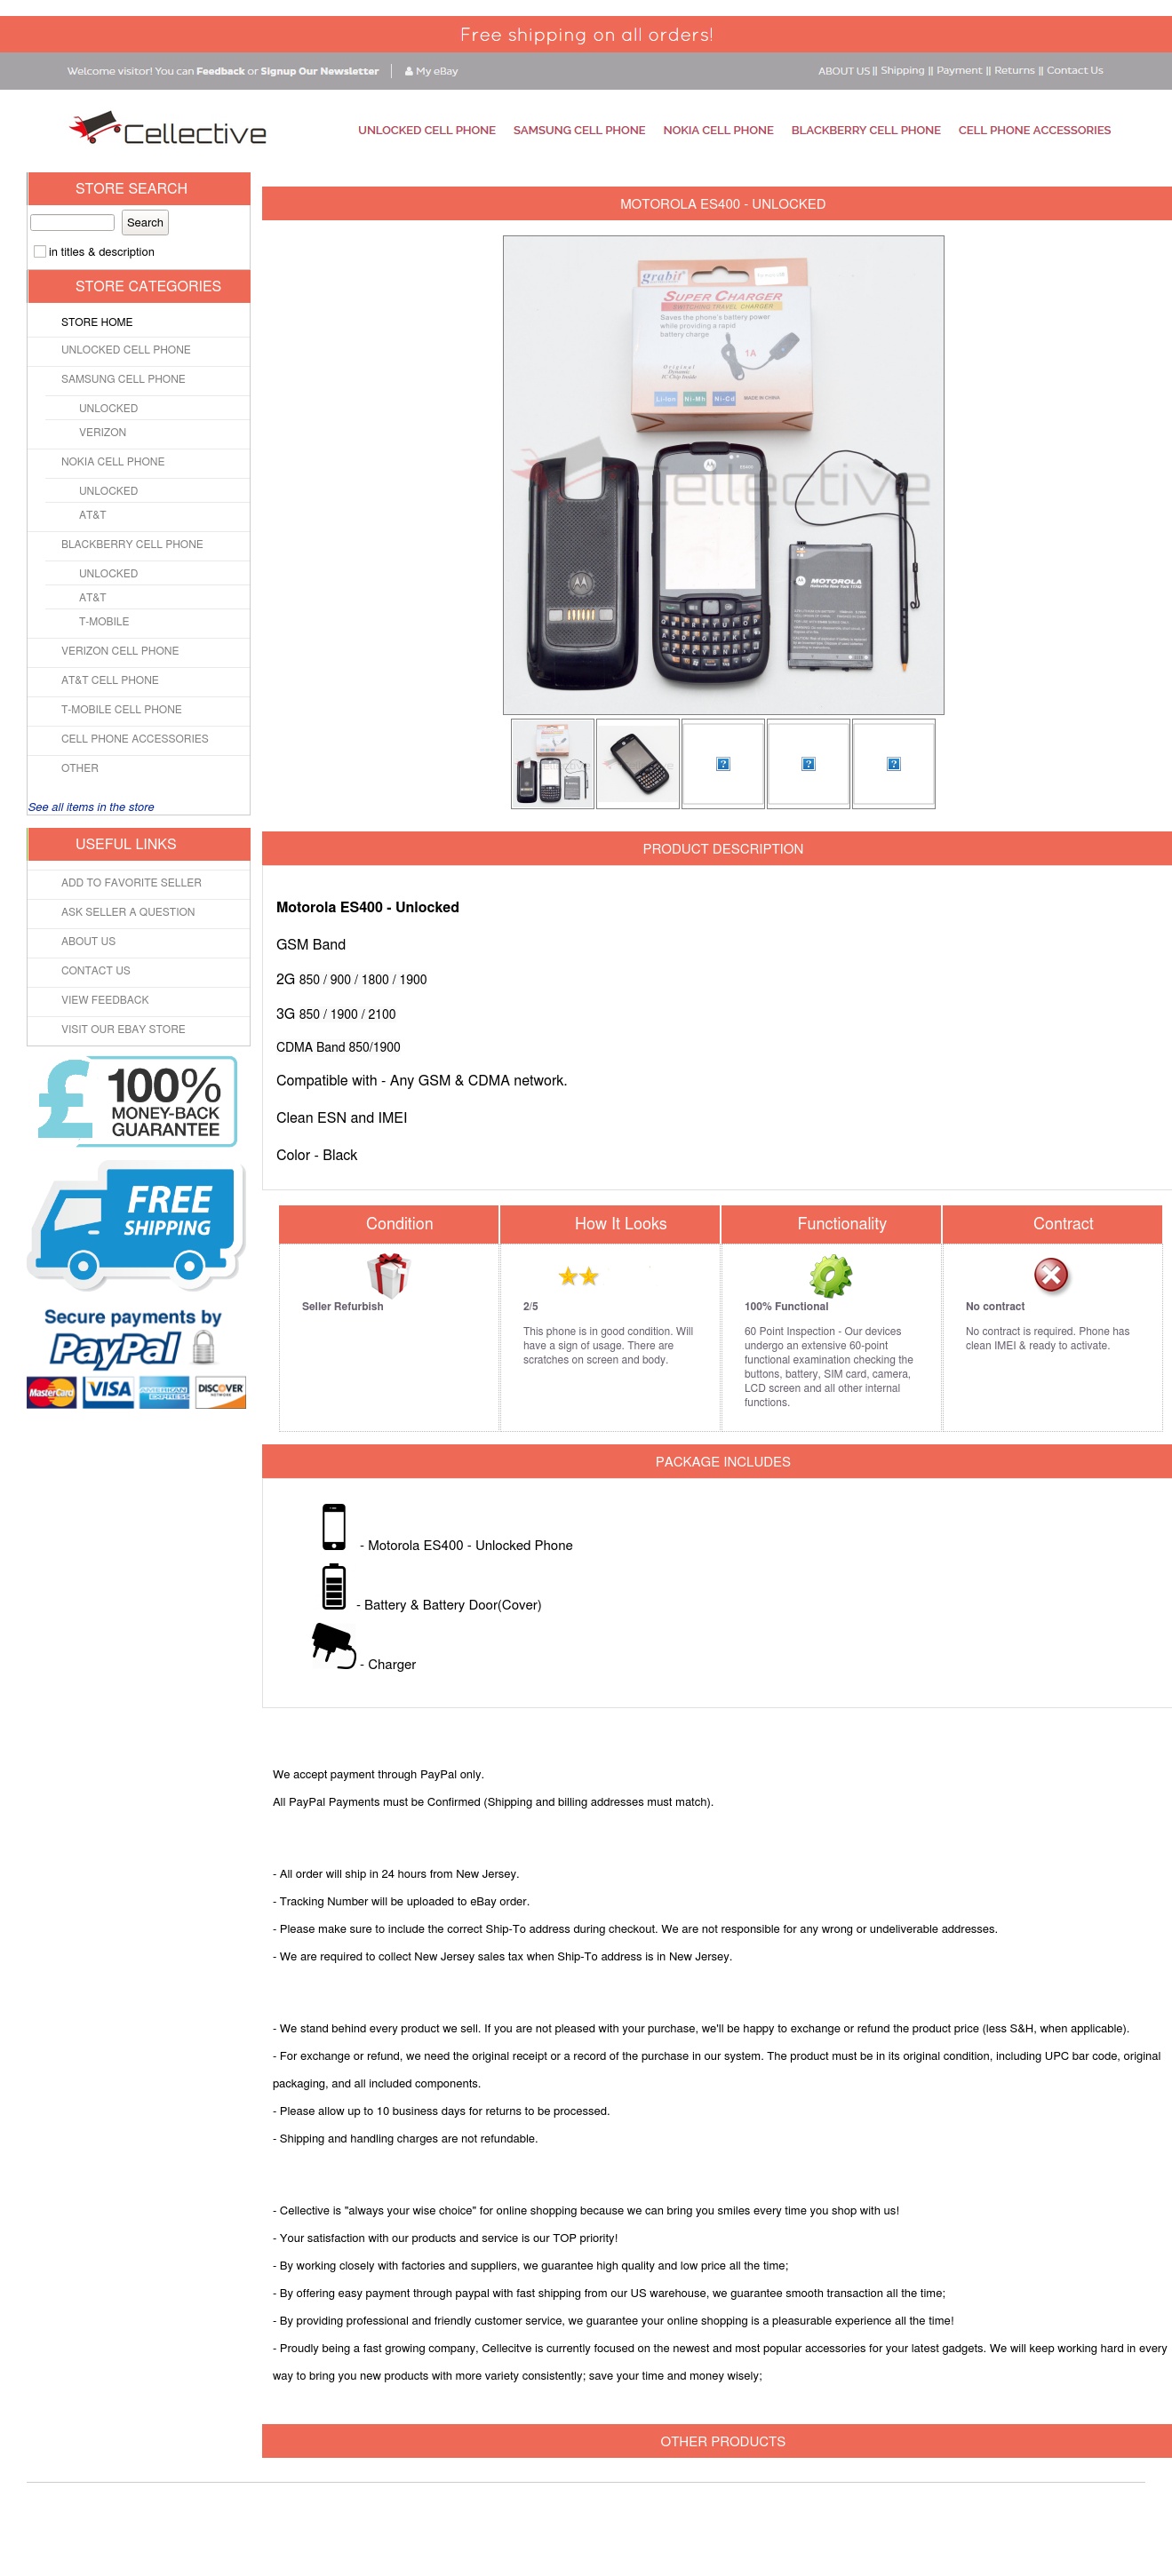 Free shipping on all orders!
Welcome visitor! You can Feedback or Signup Our Newsletter | My eBay
ABOUT US || Shipping || Payment || Returns || Contact Us
Cellective
UNLOCKED CELL PHONE SAMSUNG CELL PHONE NOKIA CELL PHONE BLACKBERRY CELL PHONE CELL PHONE ACCESSORIES
STORE SEARCH
Search
in titles & description
STORE CATEGORIES
STORE HOME
UNLOCKED CELL PHONE
SAMSUNG CELL PHONE
UNLOCKED
VERIZON
NOKIA CELL PHONE
UNLOCKED
AT&T
BLACKBERRY CELL PHONE
UNLOCKED
AT&T
T-MOBILE
VERIZON CELL PHONE
AT&T CELL PHONE
T-MOBILE CELL PHONE
CELL PHONE ACCESSORIES
OTHER
See all items in the store
USEFUL LINKS
ADD TO FAVORITE SELLER
ASK SELLER A QUESTION
ABOUT US
CONTACT US
VIEW FEEDBACK
VISIT OUR EBAY STORE
£ 100%
MONEY-BACK
GUARANTEE
FREE
SHIPPING
Secure payments by
PayPal
MasterCard VISA AMERICAN EXPRESS DISCOVER NETWORK
MOTOROLA ES400 - UNLOCKED
grabit
SUPER CHARGER
SWITCHING TRAVEL CHARGER
Saves the phone's battery power
while providing a rapid
battery charge
1A
Original
Dynamic
IC Chip Inside
Li-ion Ni-Mh Ni-Cd MADE IN CHINA
Cellective
MOTOROLA
PRODUCT DESCRIPTION
Motorola ES400 - Unlocked
GSM Band
2G 850 / 900 / 1800 / 1900
3G 850 / 1900 / 2100
CDMA Band 850/1900
Compatible with - Any GSM & CDMA network.
Clean ESN and IMEI
Color - Black
Condition
Seller Refurbish
How It Looks
2/5
This phone is in good condition. Will
have a sign of usage. There are
scratches on screen and body.
Functionality
100% Functional
60 Point Inspection - Our devices
undergo an extensive 60-point
functional examination checking the
buttons, battery, SIM card, camera,
LCD screen and all other internal
functions.
Contract
No contract
No contract is required. Phone has
clean IMEI & ready to activate.
PACKAGE INCLUDES
- Motorola ES400 - Unlocked Phone
- Battery & Battery Door(Cover)
- Charger
We accept payment through PayPal only.
All PayPal Payments must be Confirmed (Shipping and billing addresses must match).
- All order will ship in 24 hours from New Jersey.
- Tracking Number will be uploaded to eBay order.
- Please make sure to include the correct Ship-To address during checkout. We are not responsible for any wrong or undeliverable addresses.
- We are required to collect New Jersey sales tax when Ship-To address is in New Jersey.
- We stand behind every product we sell. If you are not pleased with your purchase, we'll be happy to exchange or refund the product price (less S&H, when applicable).
- For exchange or refund, we need the original receipt or a record of the purchase in our system. The product must be in its original condition, including UPC bar code, original
packaging, and all included components.
- Please allow up to 10 business days for returns to be processed.
- Shipping and handling charges are not refundable.
- Cellective is "always your wise choice" for online shopping because we can bring you smiles every time you shop with us!
- Your satisfaction with our products and service is our TOP priority!
- By working closely with factories and suppliers, we guarantee high quality and low price all the time;
- By offering easy payment through paypal with fast shipping from our US warehouse, we guarantee smooth transaction all the time;
- By providing professional and friendly customer service, we guarantee your online shopping is a pleasurable experience all the time!
- Proudly being a fast growing company, Cellecitve is currently focused on the newest and most popular accessories for your latest gadgets. We will keep working hard in every
way to bring you new products with more variety consistently; save your time and money wisely;
OTHER PRODUCTS